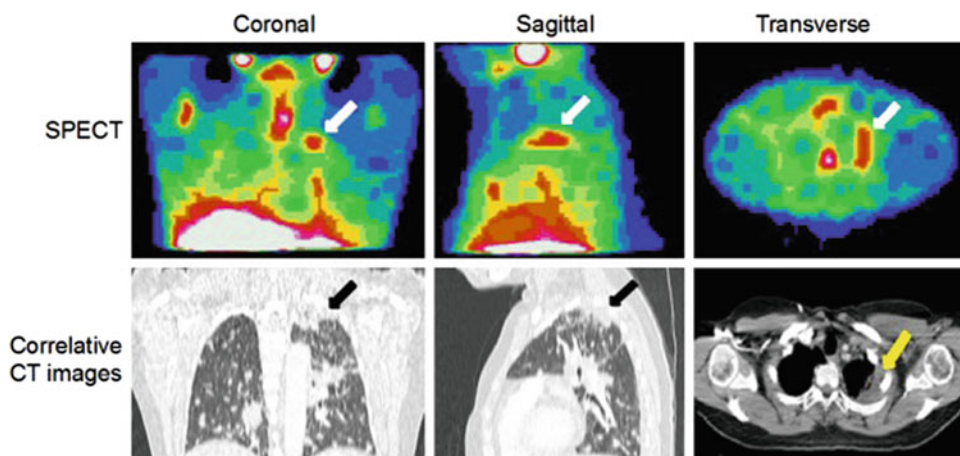 Coronal
Sagittal
Transverse
SPECT
Correlative
CT images